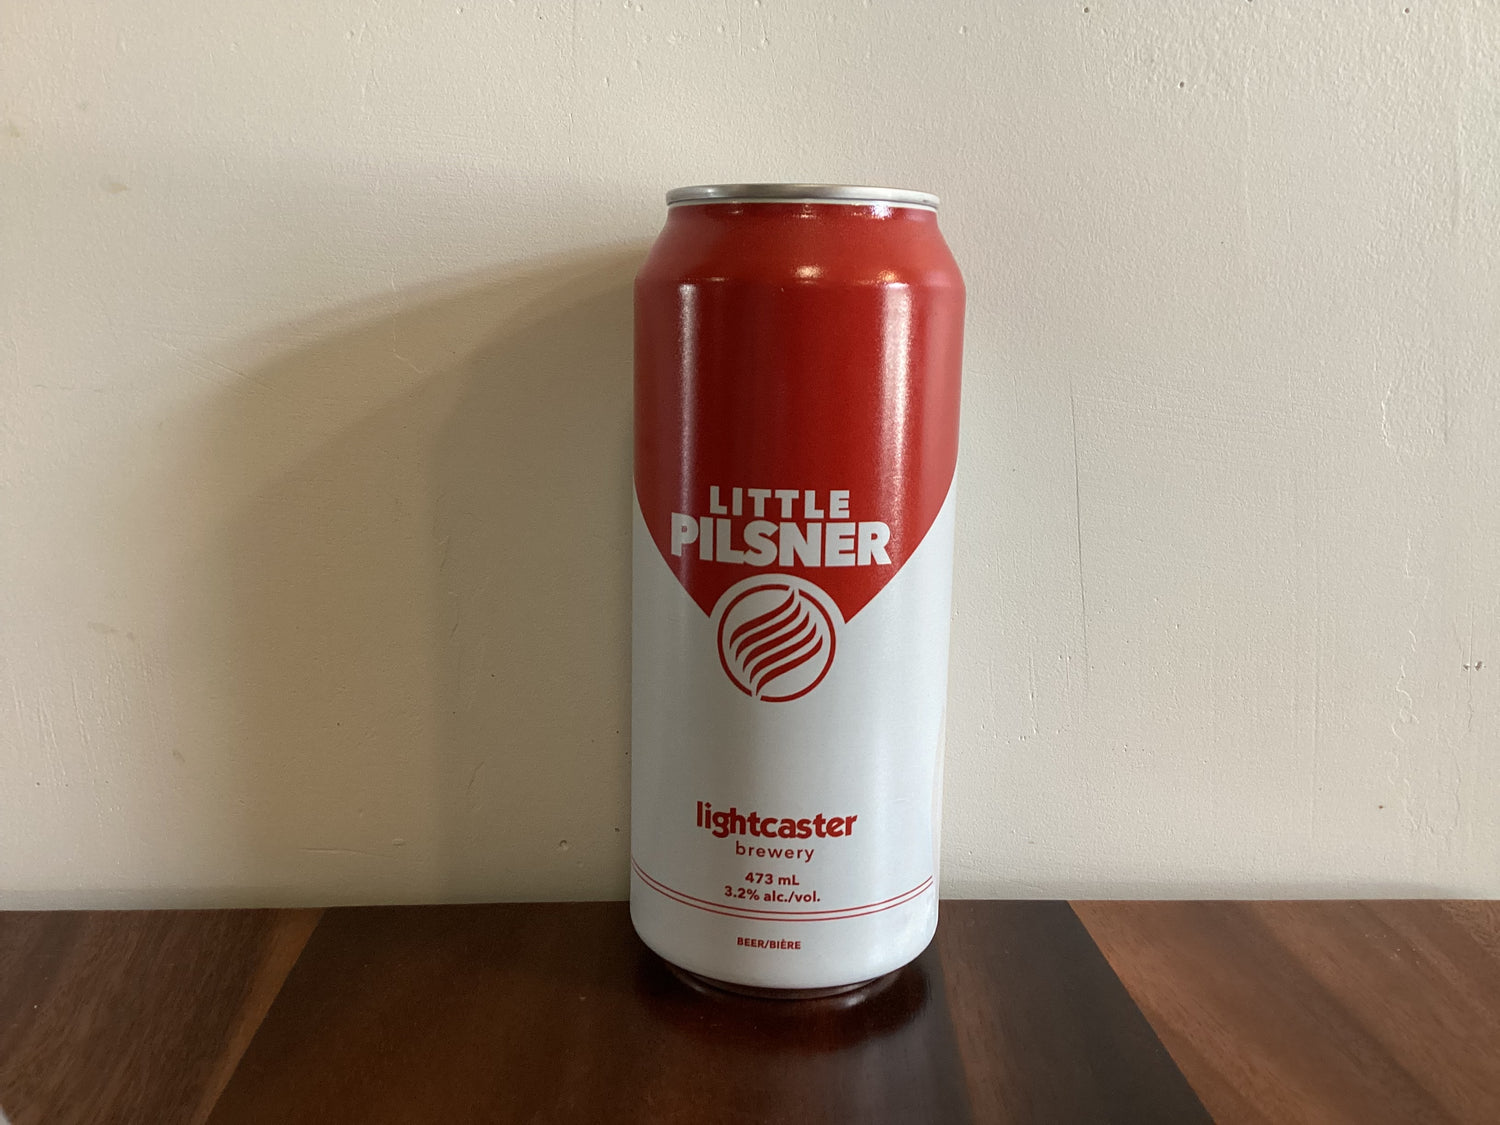 LITTLE
PILSNER
lightcaster
brewery
473 mL
3.2% alc./vol.
BEER/BIÈRE